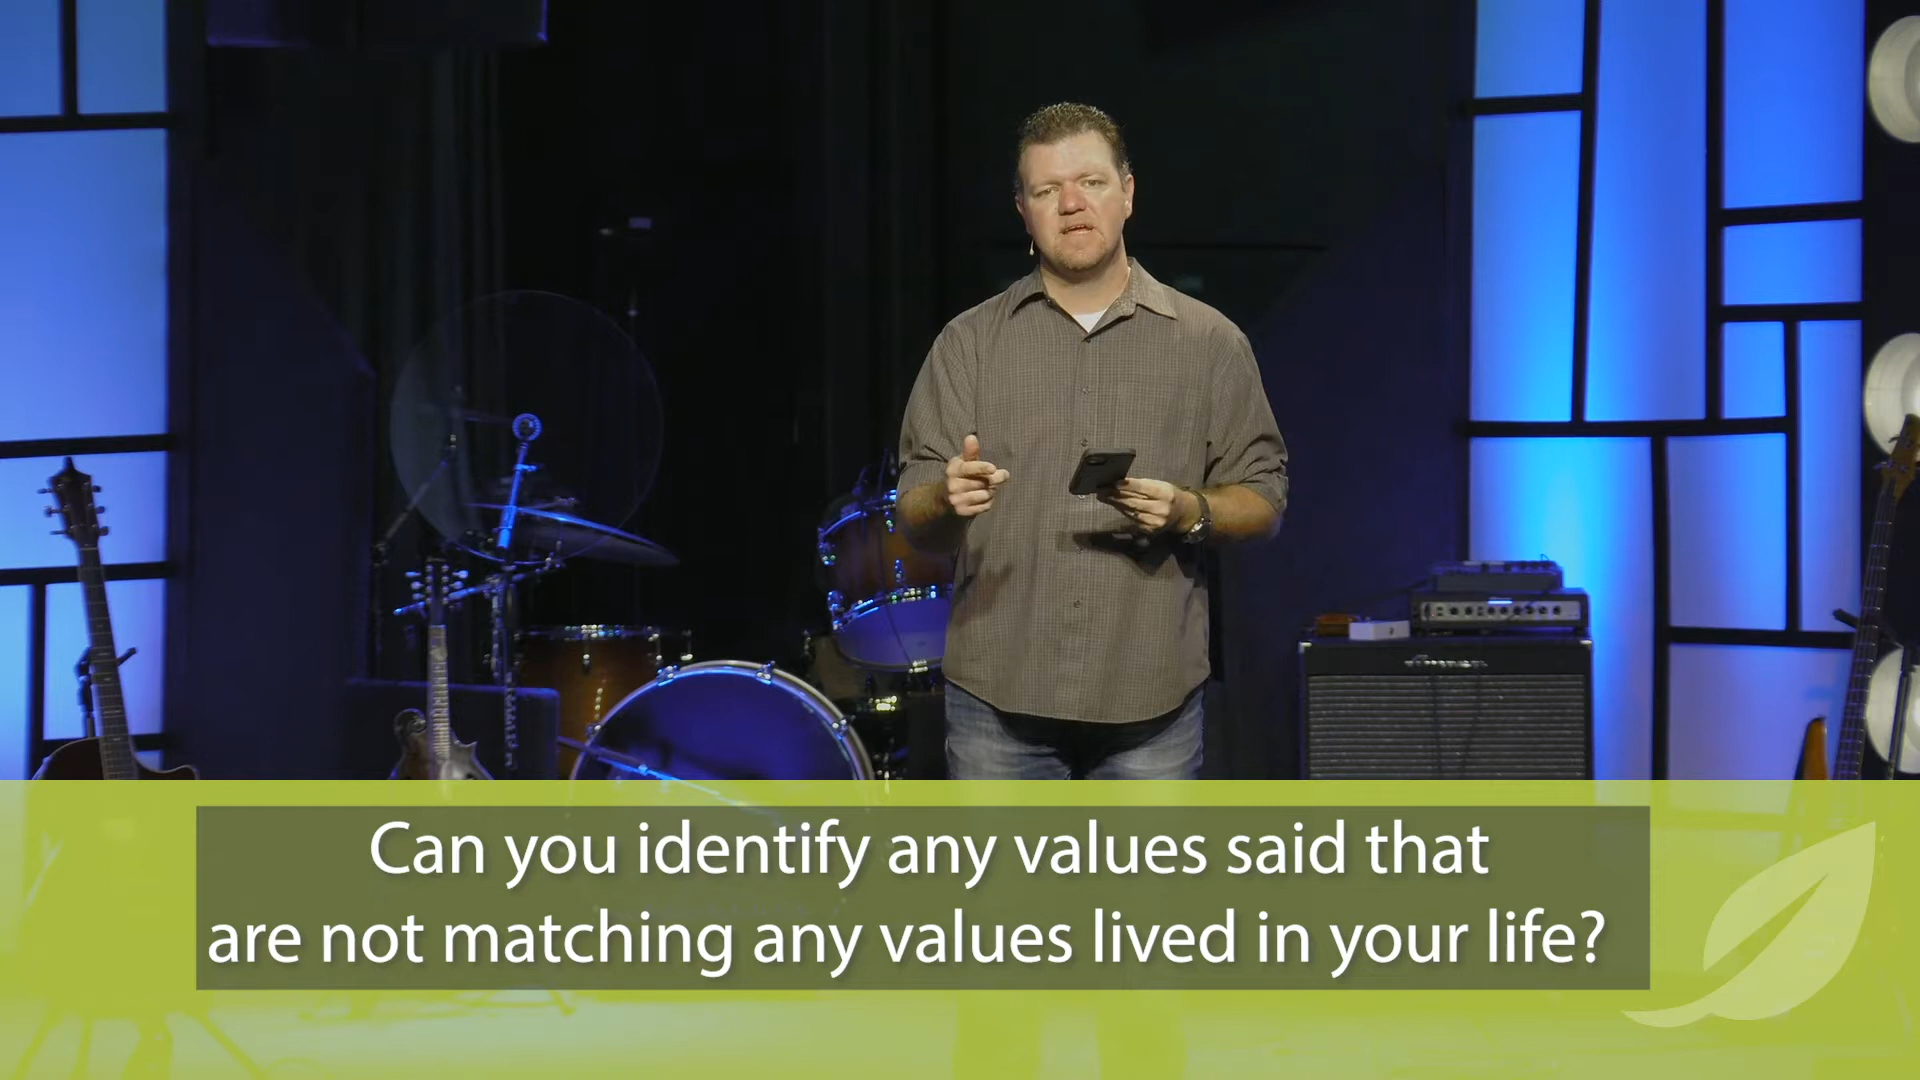 Can you identify any values said that
are not matching any values lived in your life?